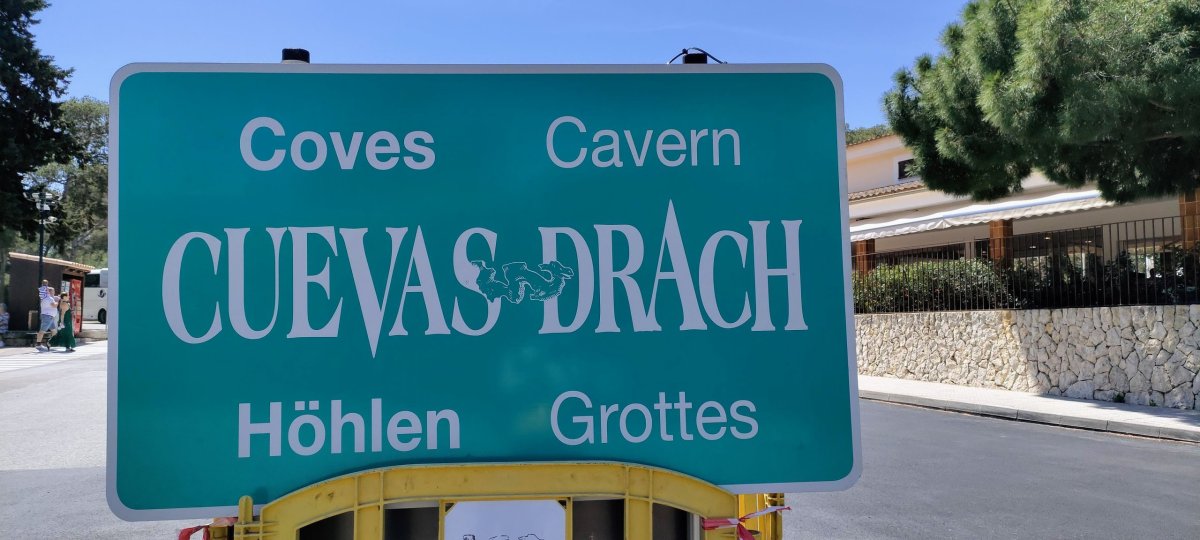 Coves Cavern
CUEVAS DRACH
Höhlen Grottes